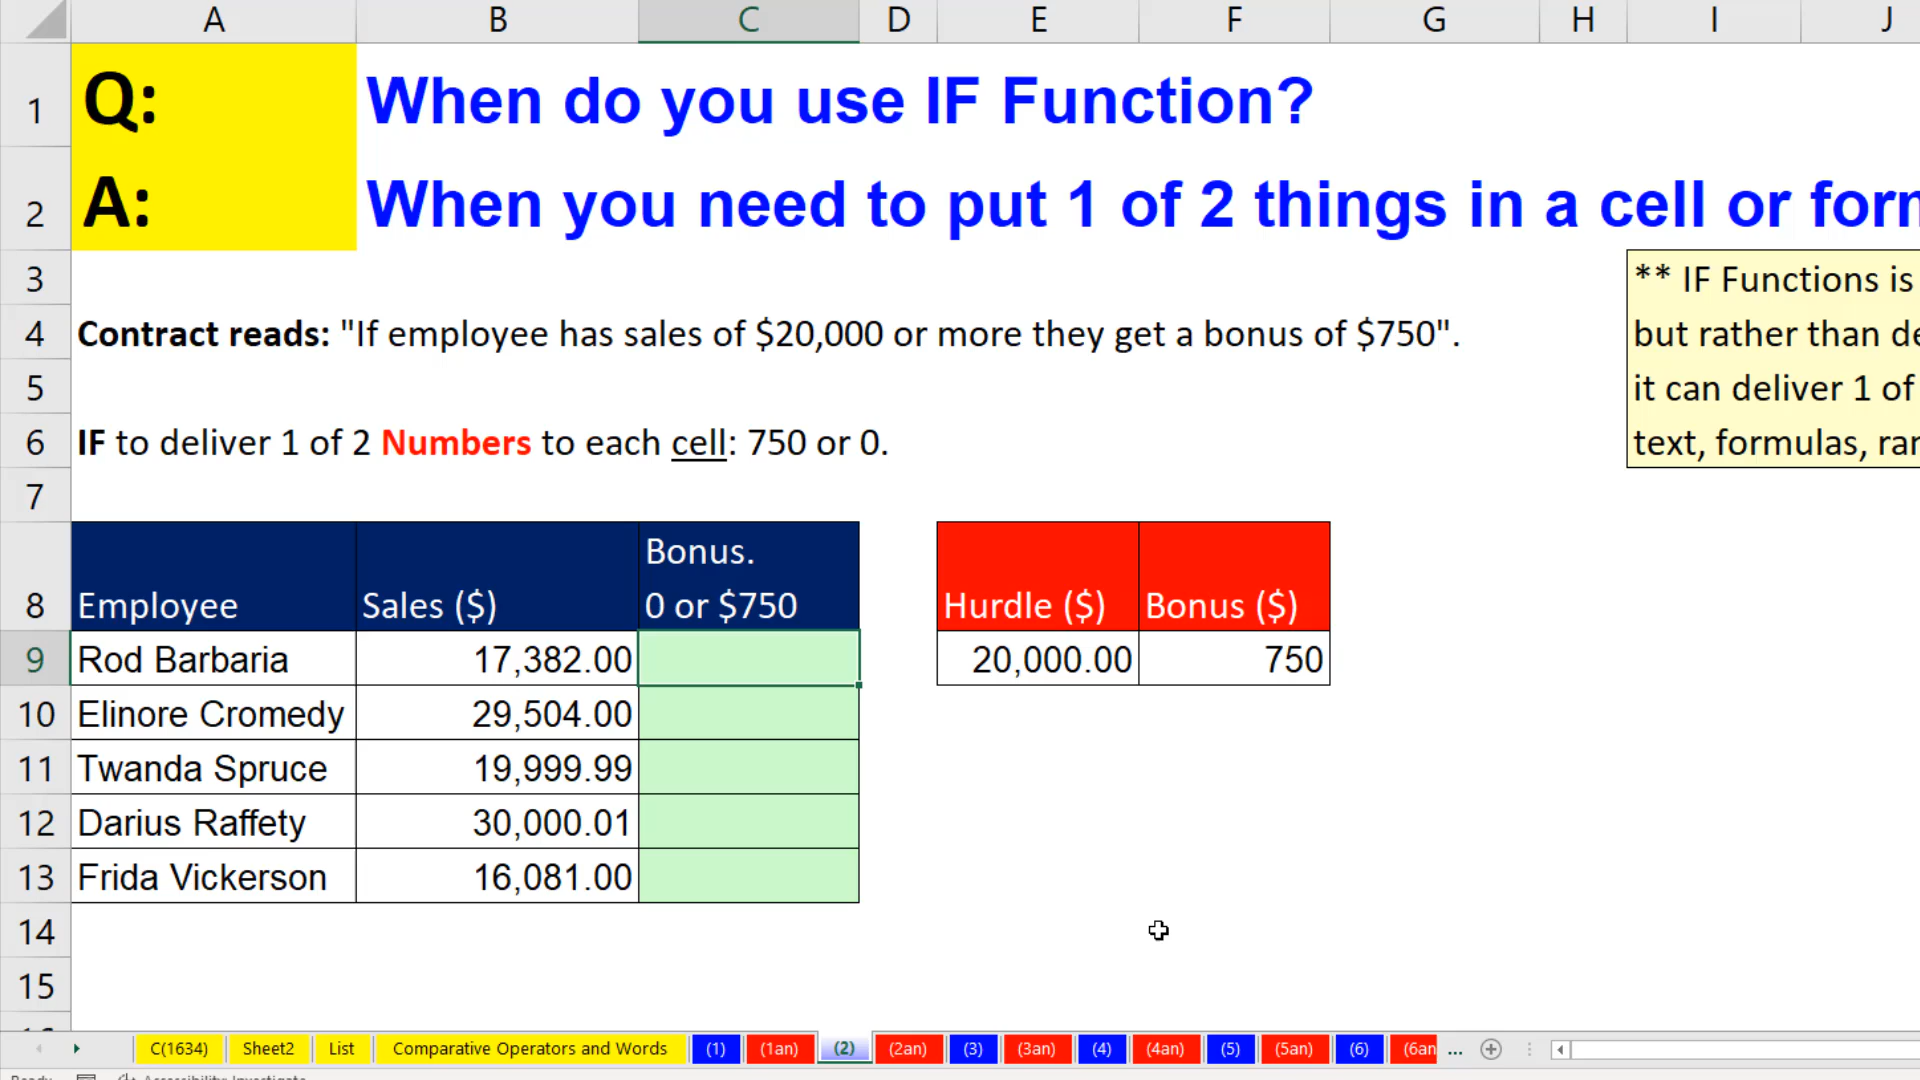 A B C D E F G H I J
1 Q: When do you use IF Function?
2 A: When you need to put 1 of 2 things in a cell or
3 ** IF Functions is
4 Contract reads: "If employee has sales of $20,000 or more they get a bonus of $750". but rather than
5 it can deliver 1 of
6 IF to deliver 1 of 2 Numbers to each cell: 750 or 0. text, formulas,
7
Bonus.
8 Employee Sales ($) 0 or $750 Hurdle ($) Bonus ($)
9 Rod Barbaria 17,382.00 20,000.00 750
10 Elinore Cromedy 29,504.00
11 Twanda Spruce 19,999.99
12 Darius Raffety 30,000.01
13 Frida Vickerson 16,081.00
14
15
C(1634) Sheet2 List Comparative Operators and Words (1) (1an) (2) (2an) (3) (3an) (4) (4an) (5) (5an) (6) (6an ...